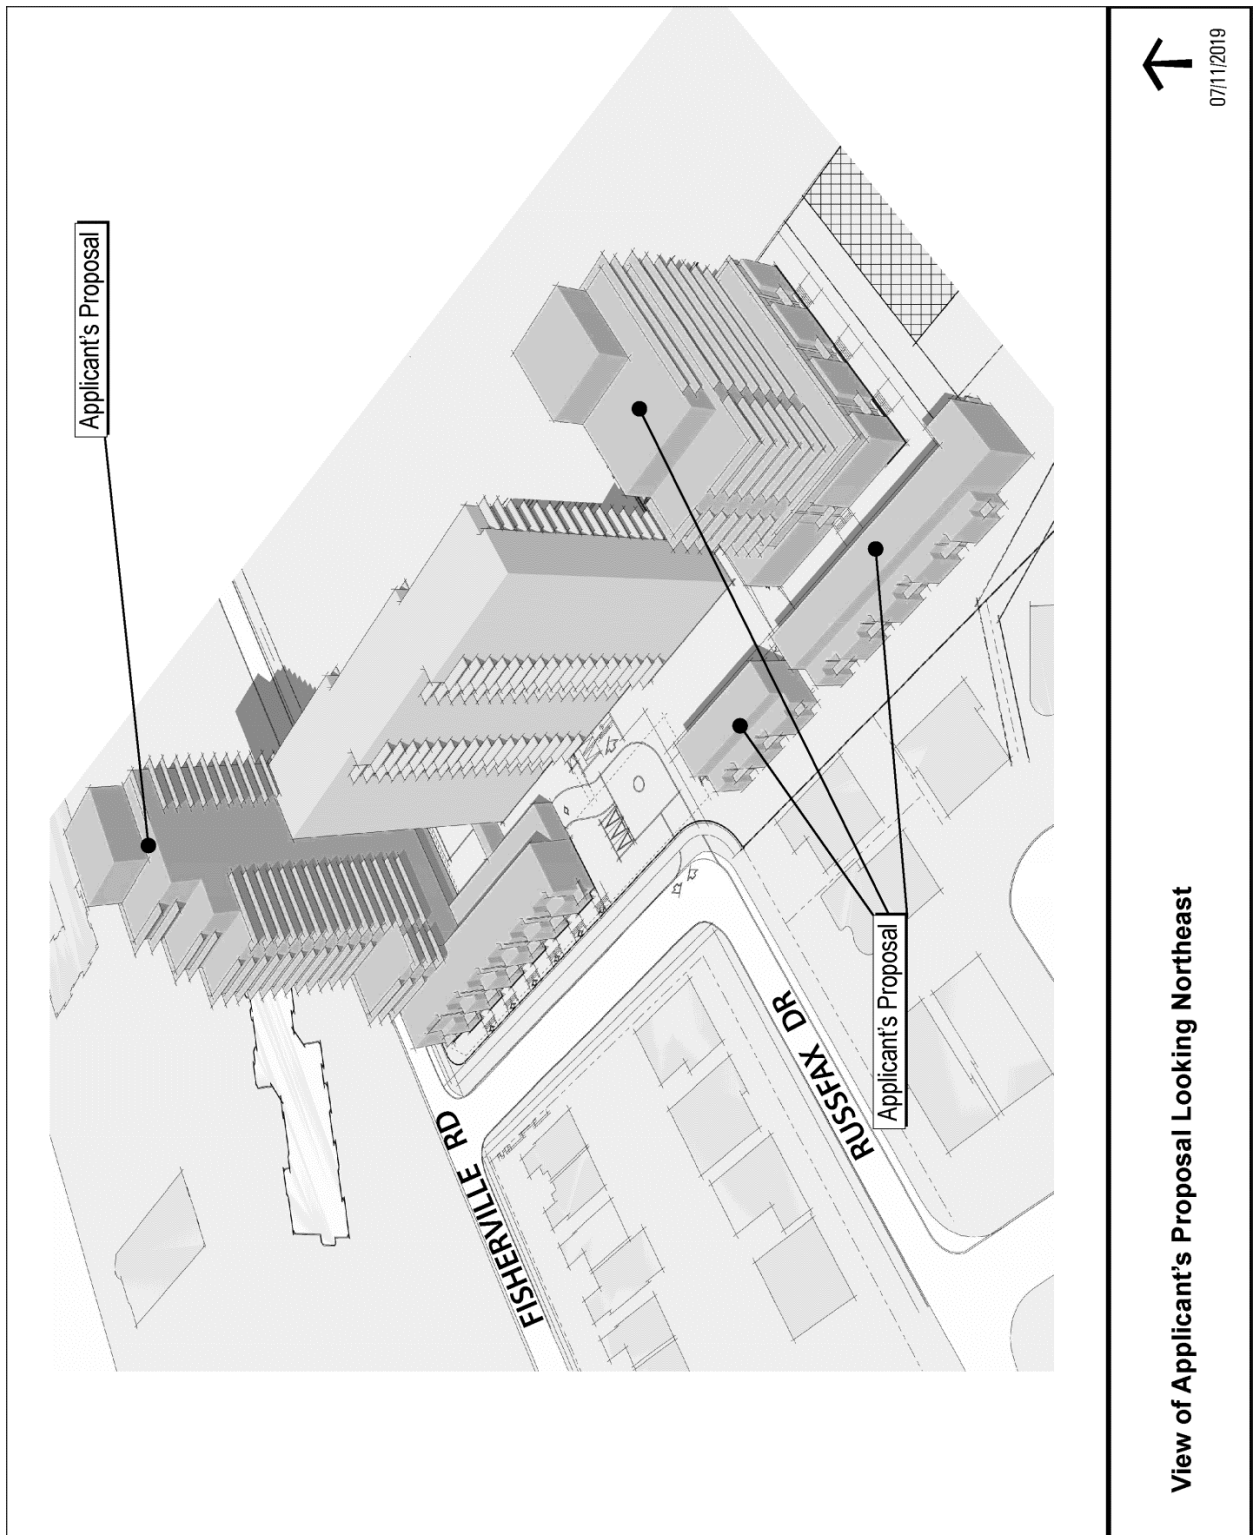 Applicant's Proposal
FISHERVILLE RD
RUSSFAX DR
Applicant's Proposal
View of Applicant's Proposal Looking Northeast
07/11/2019